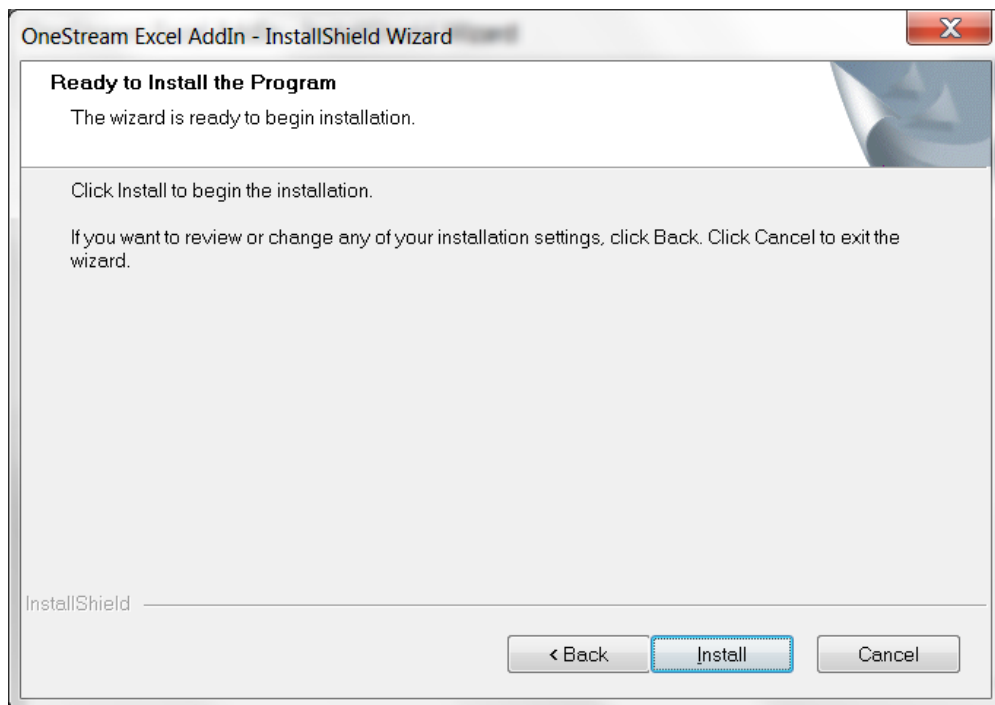 OneStream Excel AddIn - InstallShield Wizard
Ready to Install the Program
The wizard is ready to begin installation.
Click Install to begin the installation.
If you want to review or change any of your installation settings, click Back. Click Cancel to exit the
wizard.
InstallShield
< Back Install Cancel